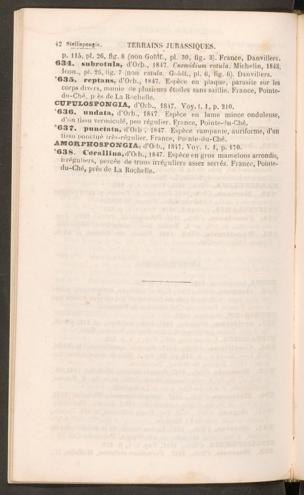 42 Stellispongia. TERRAINS JURASSIQUES.
p. 115, pl. 26, fig. 8 (non Goldf., pl. 30, fig. 3). France, Danvillers.
634. subrotula, d'Orb., 1847. Cnemidium rotula, Michelin, 1843,
Icon., pl. 26, fig. 7 (non rotula, Goldf., pl. 6, fig. 6). Danvillers.
*635. reptans, d'Orb., 1847. Espèce en plaque, parasite sur les
corps divers, munie de plusieurs étoiles sans saillie. France, Pointe-
du-Ché, près de La Rochelle.
CUPULOSPONGIA, d'Orb., 1847. Voy. t. 1, p. 210.
*636. undata, d'Orb., 1847. Espèce en lame mince onduleuse,
d'un tissu vermiculé, peu régulier. France, Pointe-du-Ché.
*637. punctata, d'Orb., 1847. Espèce rampante, auriforme, d'un
tissu ponctué très-régulier. France, Pointe-du-Ché.
AMORPHOSPONGIA, d'Orb., 1847. Voy. t. 1, p. 170.
*638. Corallina, d'Orb., 1847. Espèce en gros mamelons arrondis,
irréguliers, percée de trous irréguliers assez serrés. France, Pointe-
du-Ché, près de La Rochelle.